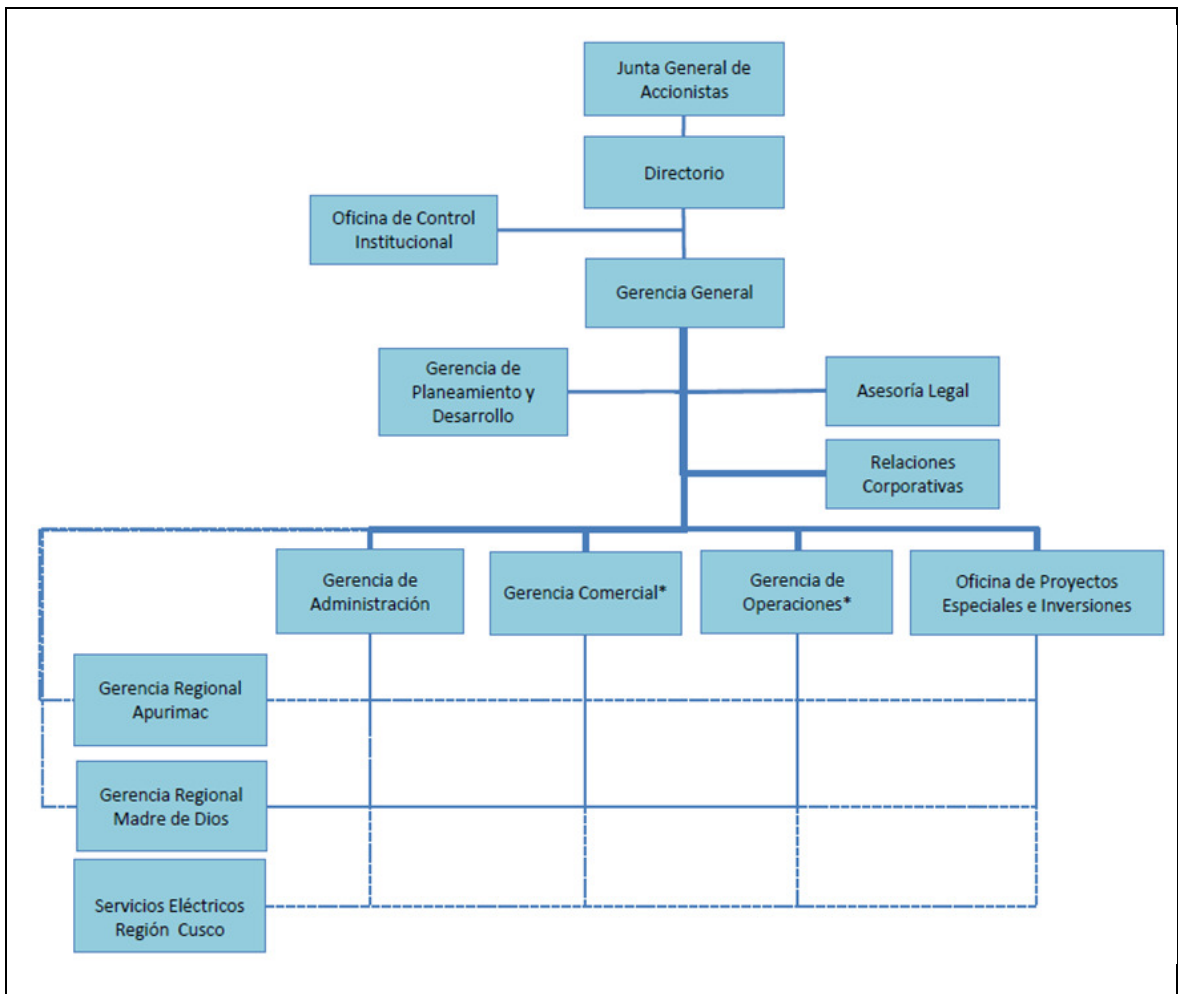 Junta General de
Accionistas
Directorio
Oficina de Control
Institucional
Gerencia General
Gerencia de
Planeamiento y
Desarrollo
Asesoría Legal
Relaciones
Corporativas
Gerencia de
Administración
Gerencia Comercial*
Gerencia de
Operaciones*
Oficina de Proyectos
Especiales e Inversiones
Gerencia Regional
Apurimac
Gerencia Regional
Madre de Dios
Servicios Eléctricos
Región Cusco